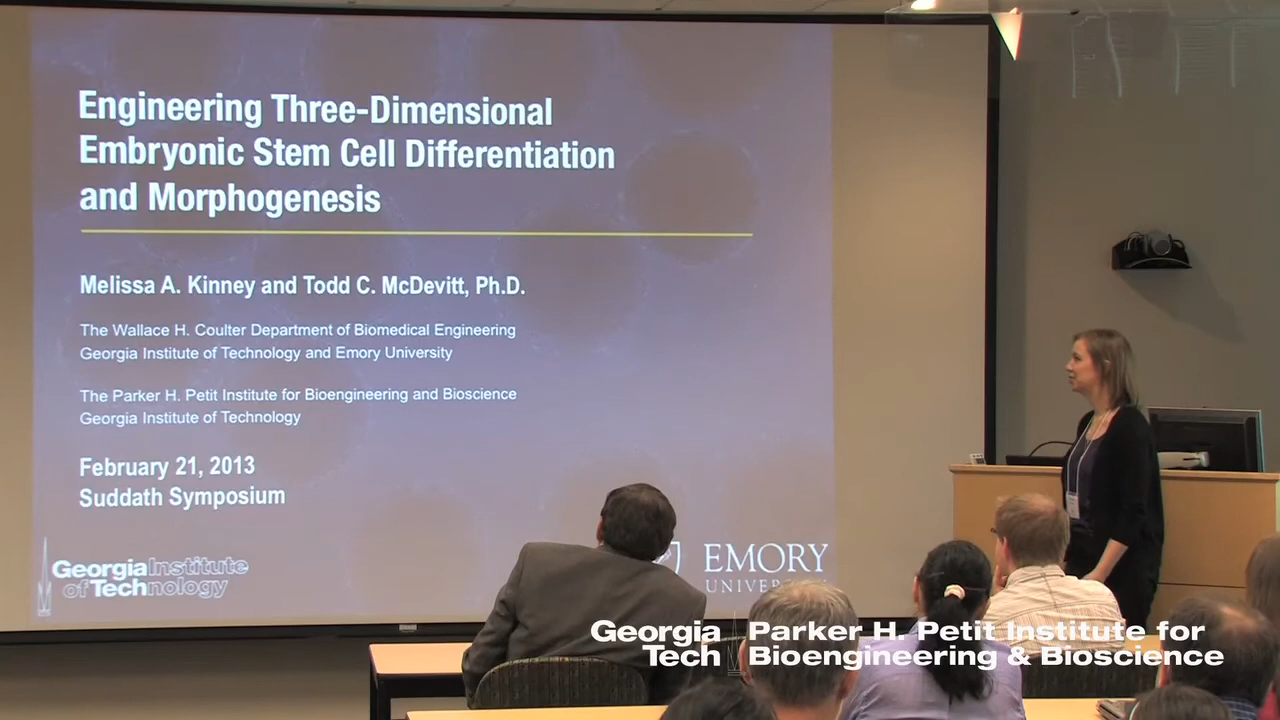 Engineering Three-Dimensional
Embryonic Stem Cell Differentiation
and Morphogenesis
Melissa A. Kinney and Todd C. McDevitt, Ph.D.
The Wallace H. Coulter Department of Biomedical Engineering
Georgia Institute of Technology and Emory University
The Parker H. Petit Institute for Bioengineering and Bioscience
Georgia Institute of Technology
February 21, 2013
Suddath Symposium
Georgia Institute
of Technology
EMORY
UNIVERSITY
Georgia
Tech
Parker H. Petit Institute for
Bioengineering & Bioscience